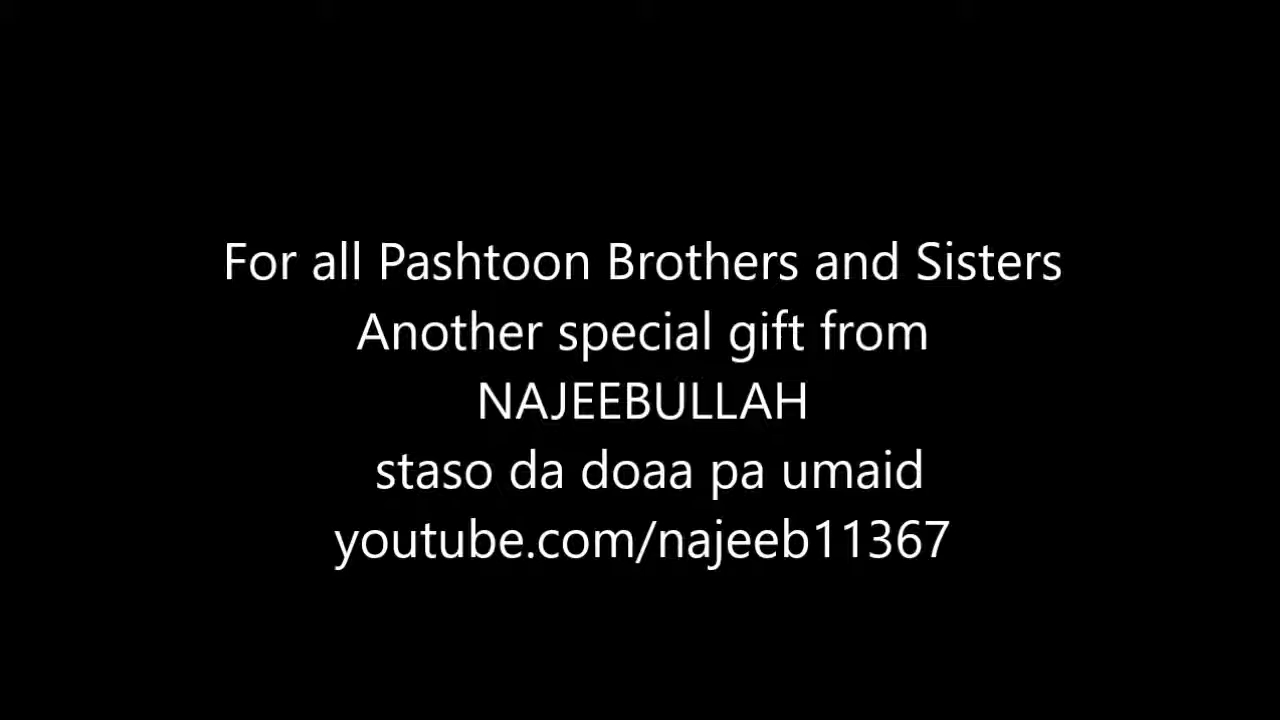 For all Pashtoon Brothers and Sisters
Another special gift from
NAJEEBULLAH
staso da doaa pa umaid
youtube.com/najeeb11367